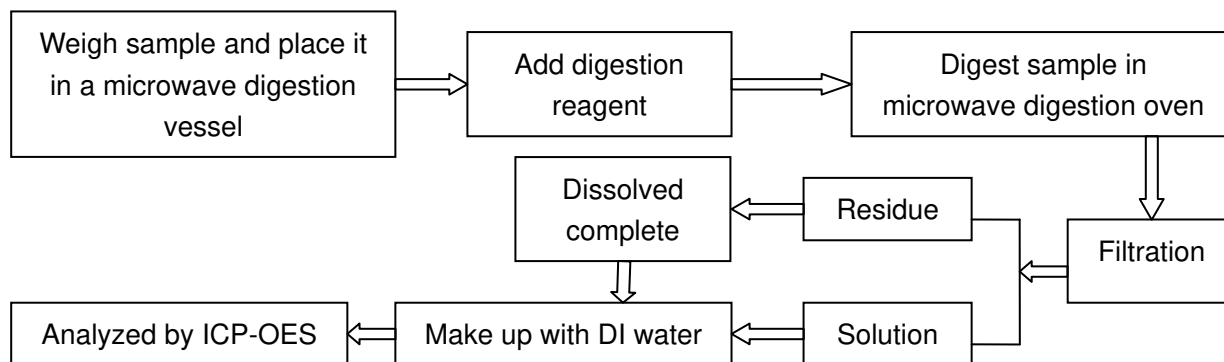 Weigh sample and place it
in a microwave digestion
vessel
Add digestion
reagent
Digest sample in
microwave digestion oven
Filtration
Residue
Dissolved
complete
Solution
Make up with DI water
Analyzed by ICP-OES